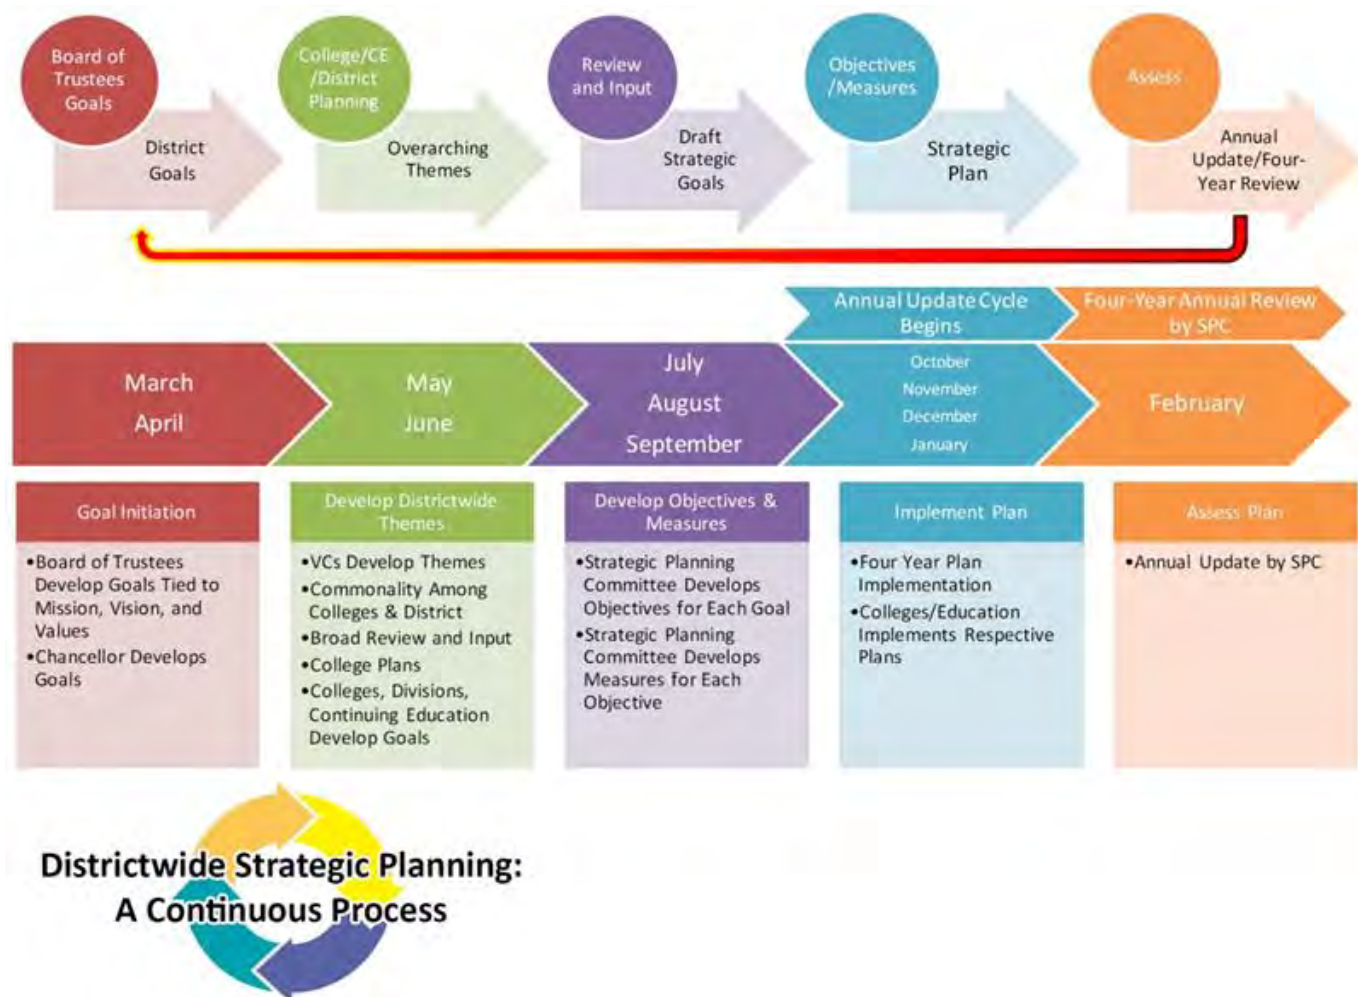 Board of
Trustees
Goals
District
Goals
College/CE
/District
Planning
Overarching
Themes
Review
and Input
Draft
Strategic
Goals
Objectives
/Measures
Strategic
Plan
Assess
Annual
Update/Four-
Year Review
Annual Update Cycle
Begins
Four-Year Annual Review
by SPC
March
April
May
June
July
August
September
October
November
December
January
February
Goal Initiation
•Board of Trustees
Develop Goals Tied to
Mission, Vision, and
Values
•Chancellor Develops
Goals
Develop Districtwide
Themes
•VCs Develop Themes
•Commonality Among
Colleges & District
•Broad Review and Input
•College Plans
•Colleges, Divisions,
Continuing Education
Develop Goals
Develop Objectives &
Measures
•Strategic Planning
Committee Develops
Objectives for Each Goal
•Strategic Planning
Committee Develops
Measures for Each
Objective
Implement Plan
•Four Year Plan
Implementation
•Colleges/Education
Implements Respective
Plans
Assess Plan
•Annual Update by SPC
Districtwide Strategic Planning:
A Continuous Process